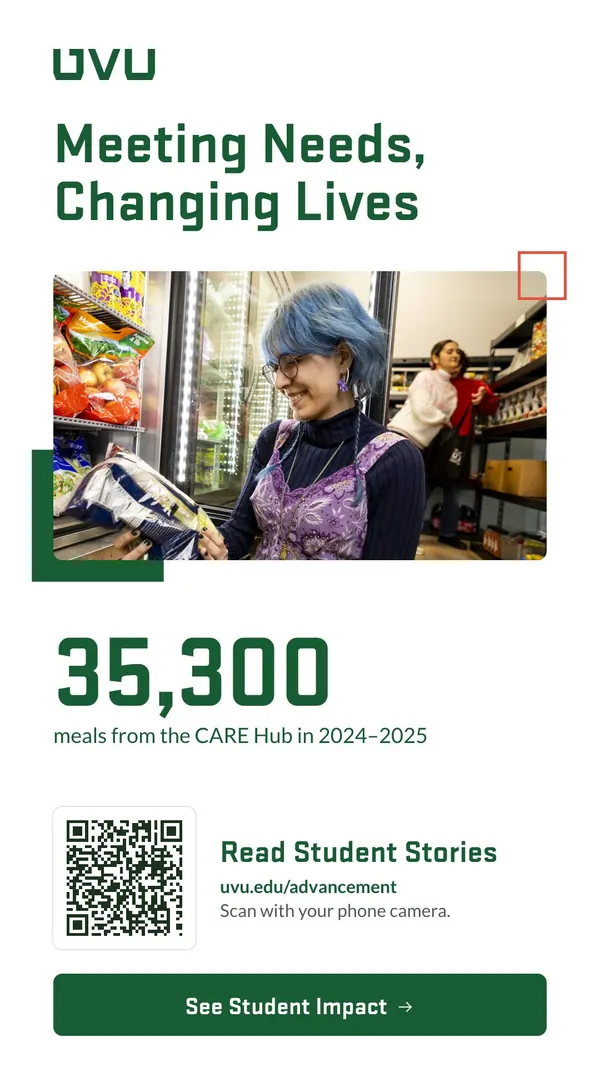 UVU
Meeting Needs,
Changing Lives
35,300
meals from the CARE Hub in 2024–2025
Read Student Stories
uvu.edu/advancement
Scan with your phone camera.
See Student Impact →